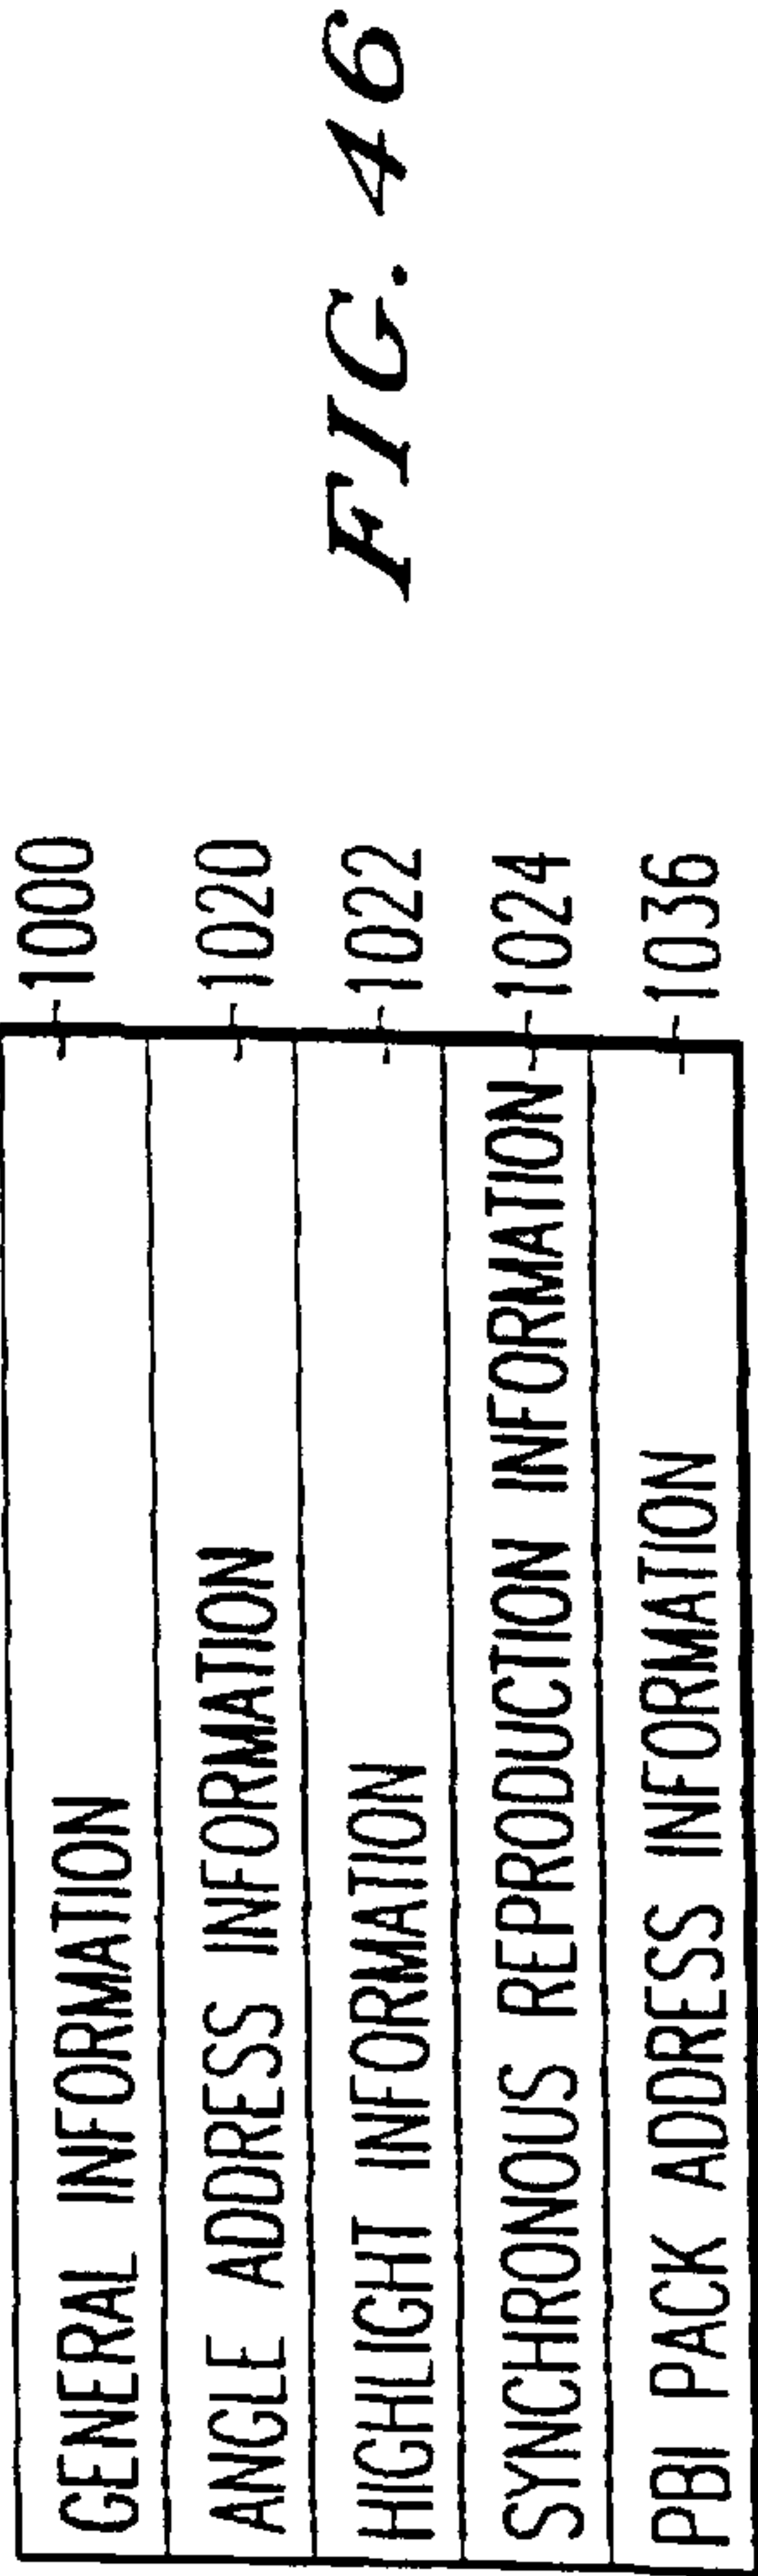 GENERAL INFORMATION 1000
ANGLE ADDRESS INFORMATION 1020
HIGHLIGHT INFORMATION 1022
SYNCHRONOUS REPRODUCTION INFORMATION 1024
PBI PACK ADDRESS INFORMATION 1036
FIG. 46